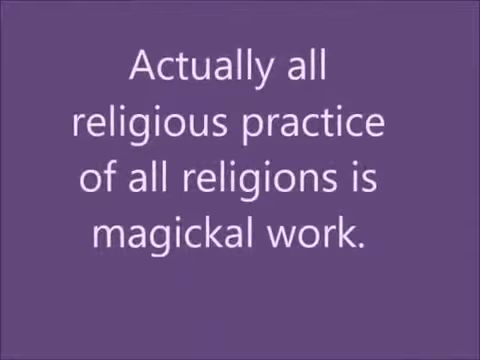 Actually all
religious practice
of all religions is
magickal work.